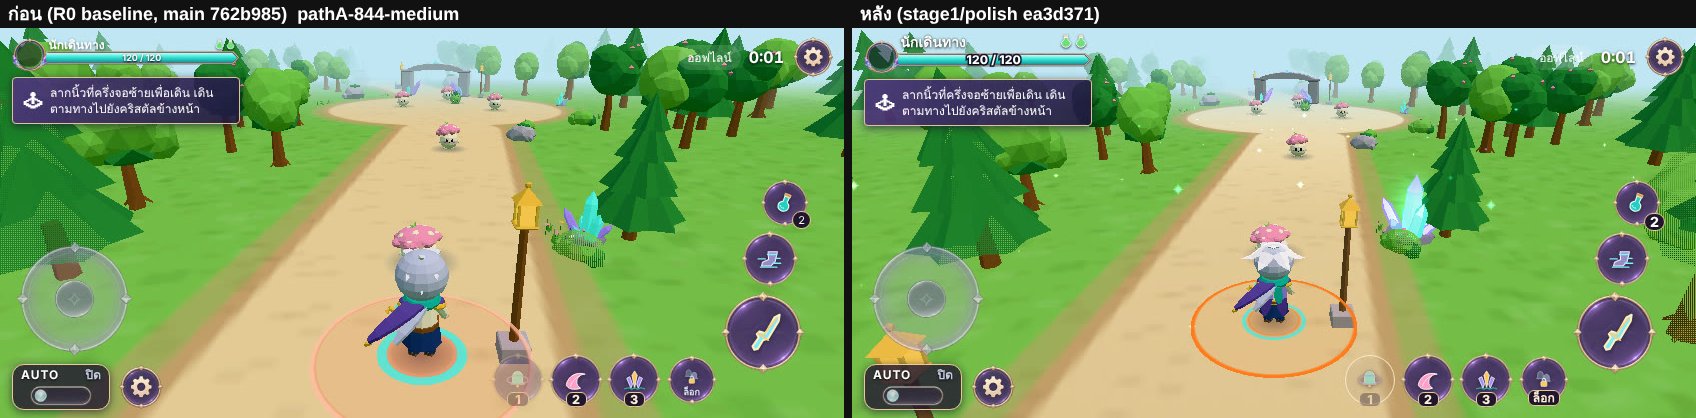 ก่อน (R0 baseline, main 762b985) pathA-844-medium
นักเดินทาง
120 / 120
ลากนิ้วที่ครึ่งจอซ้ายเพื่อเดิน เดิน
ตามทางไปยังคริสตัลข้างหน้า
ออฟไลน์ 0:01
2
AUTO ปิด
1 2 3 ล็อก
หลัง (stage1/polish ea3d371)
นักเดินทาง
120 / 120
ลากนิ้วที่ครึ่งจอซ้ายเพื่อเดิน เดิน
ตามทางไปยังคริสตัลข้างหน้า
ออฟไลน์ 0:01
2
AUTO ปิด
1 2 3 ล็อก